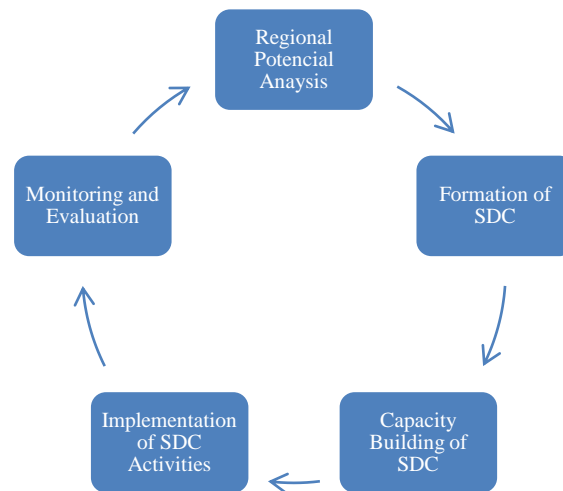 Regional
Potencial
Anaysis
Formation of
SDC
Capacity
Building of
SDC
Implementation
of SDC
Activities
Monitoring and
Evaluation